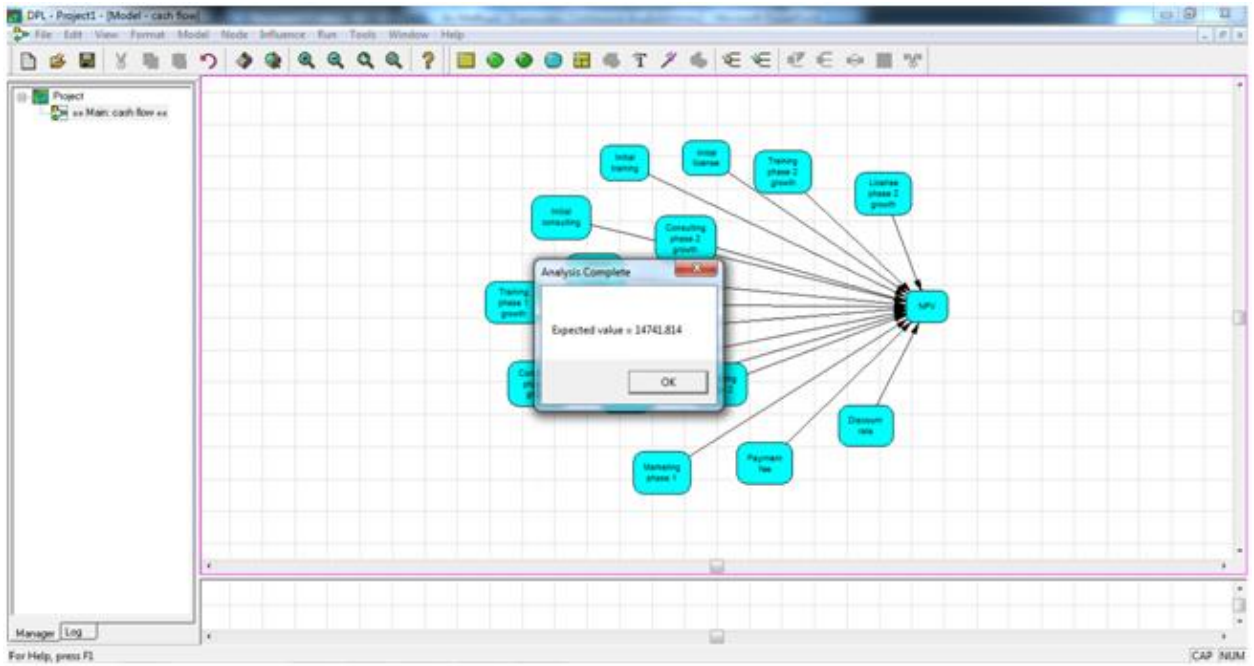 DPL - Project1 - [Model - cash flow]
File Edit View Format Model Node Influence Run Tools Window Help
Project
»» Main: cash flow ««
Initial
training
Initial
license
Training
phase 2
growth
License
phase 2
growth
Initial
consulting
Consulting
phase 2
growth
Training
phase 1
growth
NPV
Analysis Complete
Expected value = 14741.814
OK
Discount
rate
Marketing
phase 1
Payment
fee
Manager Log
For Help, press F1
CAP NUM